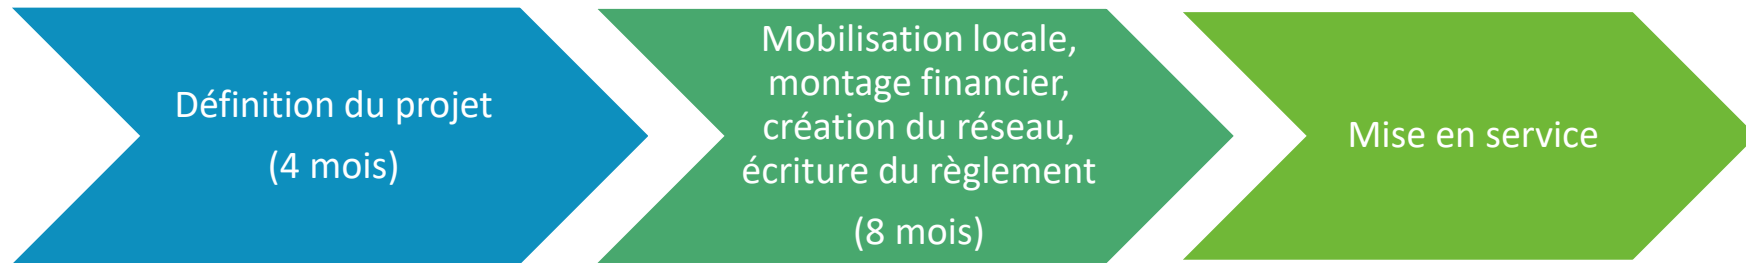 Définition du projet
(4 mois)
Mobilisation locale,
montage financier,
création du réseau,
écriture du règlement
(8 mois)
Mise en service